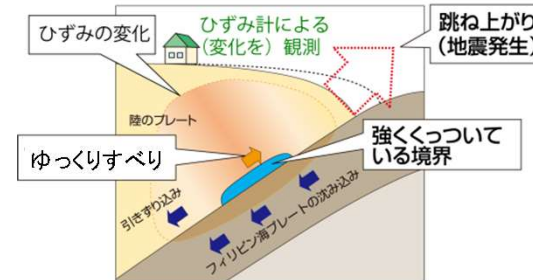 ひずみの変化
ひずみ計による
(変化を)観測
跳ね上がり
(地震発生)
陸のプレート
ゆっくりすべり
強くくっついて
いる境界
引きずり込み
フィリピン海プレートの沈み込み